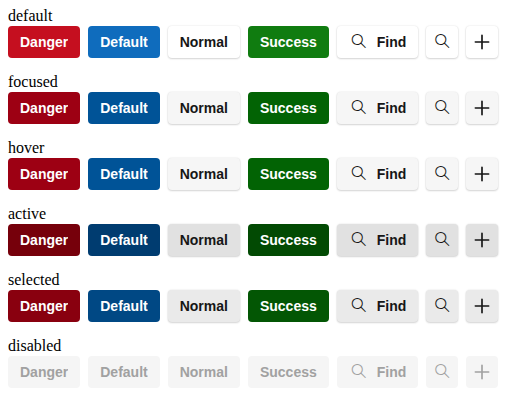 default
Danger Default Normal Success Find
focused
Danger Default Normal Success Find
hover
Danger Default Normal Success Find
active
Danger Default Normal Success Find
selected
Danger Default Normal Success Find
disabled
Danger Default Normal Success Find